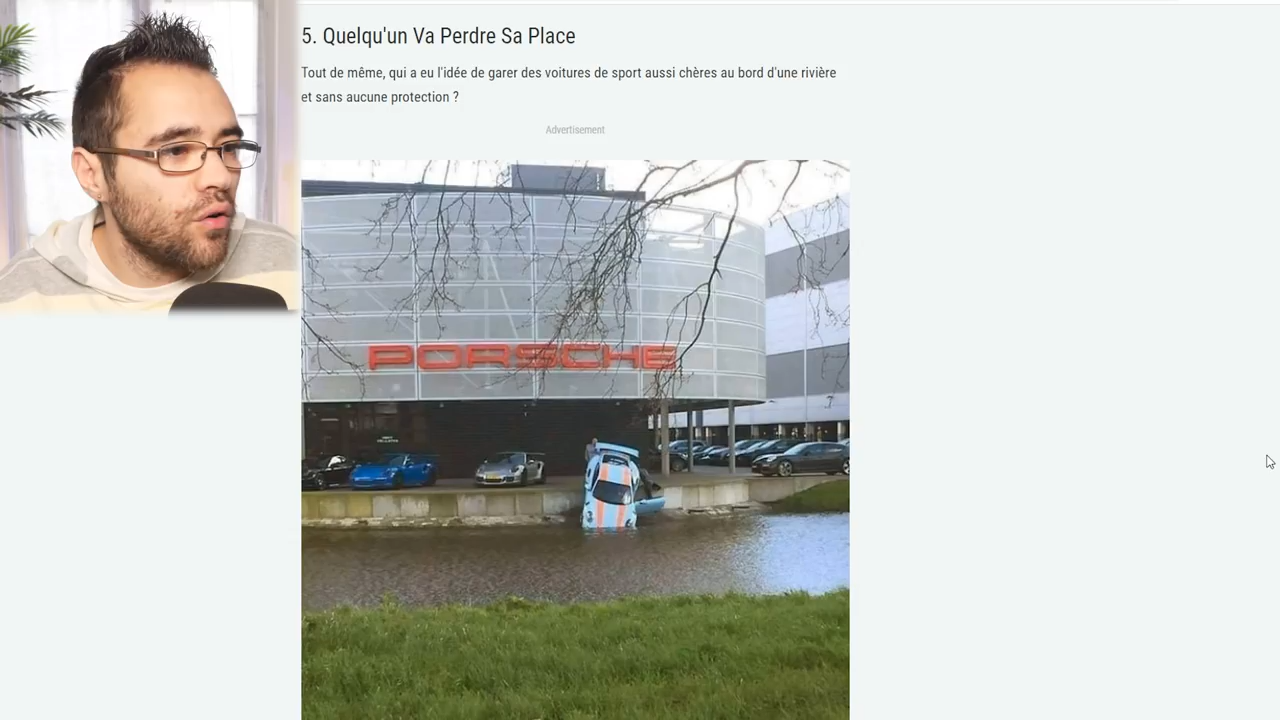 5. Quelqu'un Va Perdre Sa Place
Tout de même, qui a eu l'idée de garer des voitures de sport aussi chères au bord d'une rivière
et sans aucune protection ?
Advertisement
PORSCHE